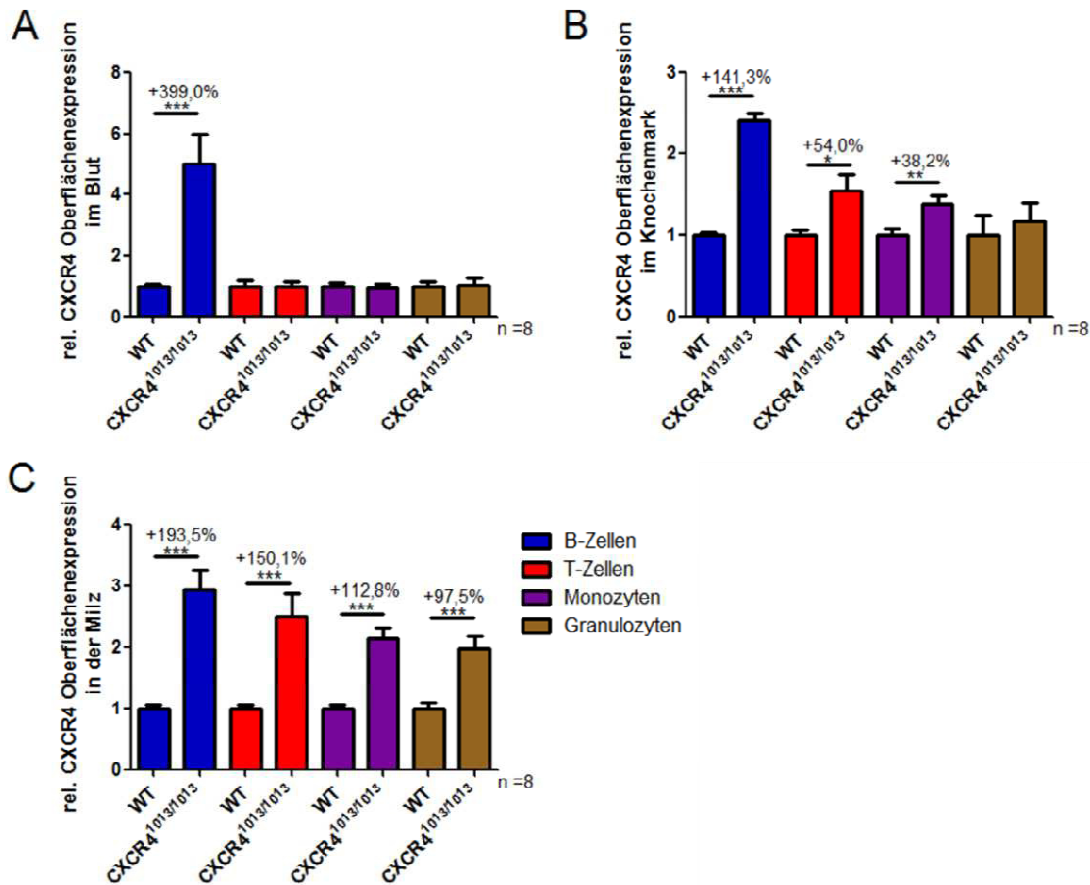 A
rel. CXCR4 Oberflächenexpression
im Blut
8
6
4
2
0
+399,0%
***
WT
CXCR4^1013/1013
WT
CXCR4^1013/1013
WT
CXCR4^1013/1013
WT
CXCR4^1013/1013
n =8
B
rel. CXCR4 Oberflächenexpression
im Knochenmark
3
2
1
0
+141,3%
***
+54,0%
*
+38,2%
**
WT
CXCR4^1013/1013
WT
CXCR4^1013/1013
WT
CXCR4^1013/1013
WT
CXCR4^1013/1013
n =8
C
rel. CXCR4 Oberflächenexpression
in der Milz
4
3
2
1
0
+193,5%
***
+150,1%
***
+112,8%
***
+97,5%
***
WT
CXCR4^1013/1013
WT
CXCR4^1013/1013
WT
CXCR4^1013/1013
WT
CXCR4^1013/1013
n =8
B-Zellen
T-Zellen
Monozyten
Granulozyten